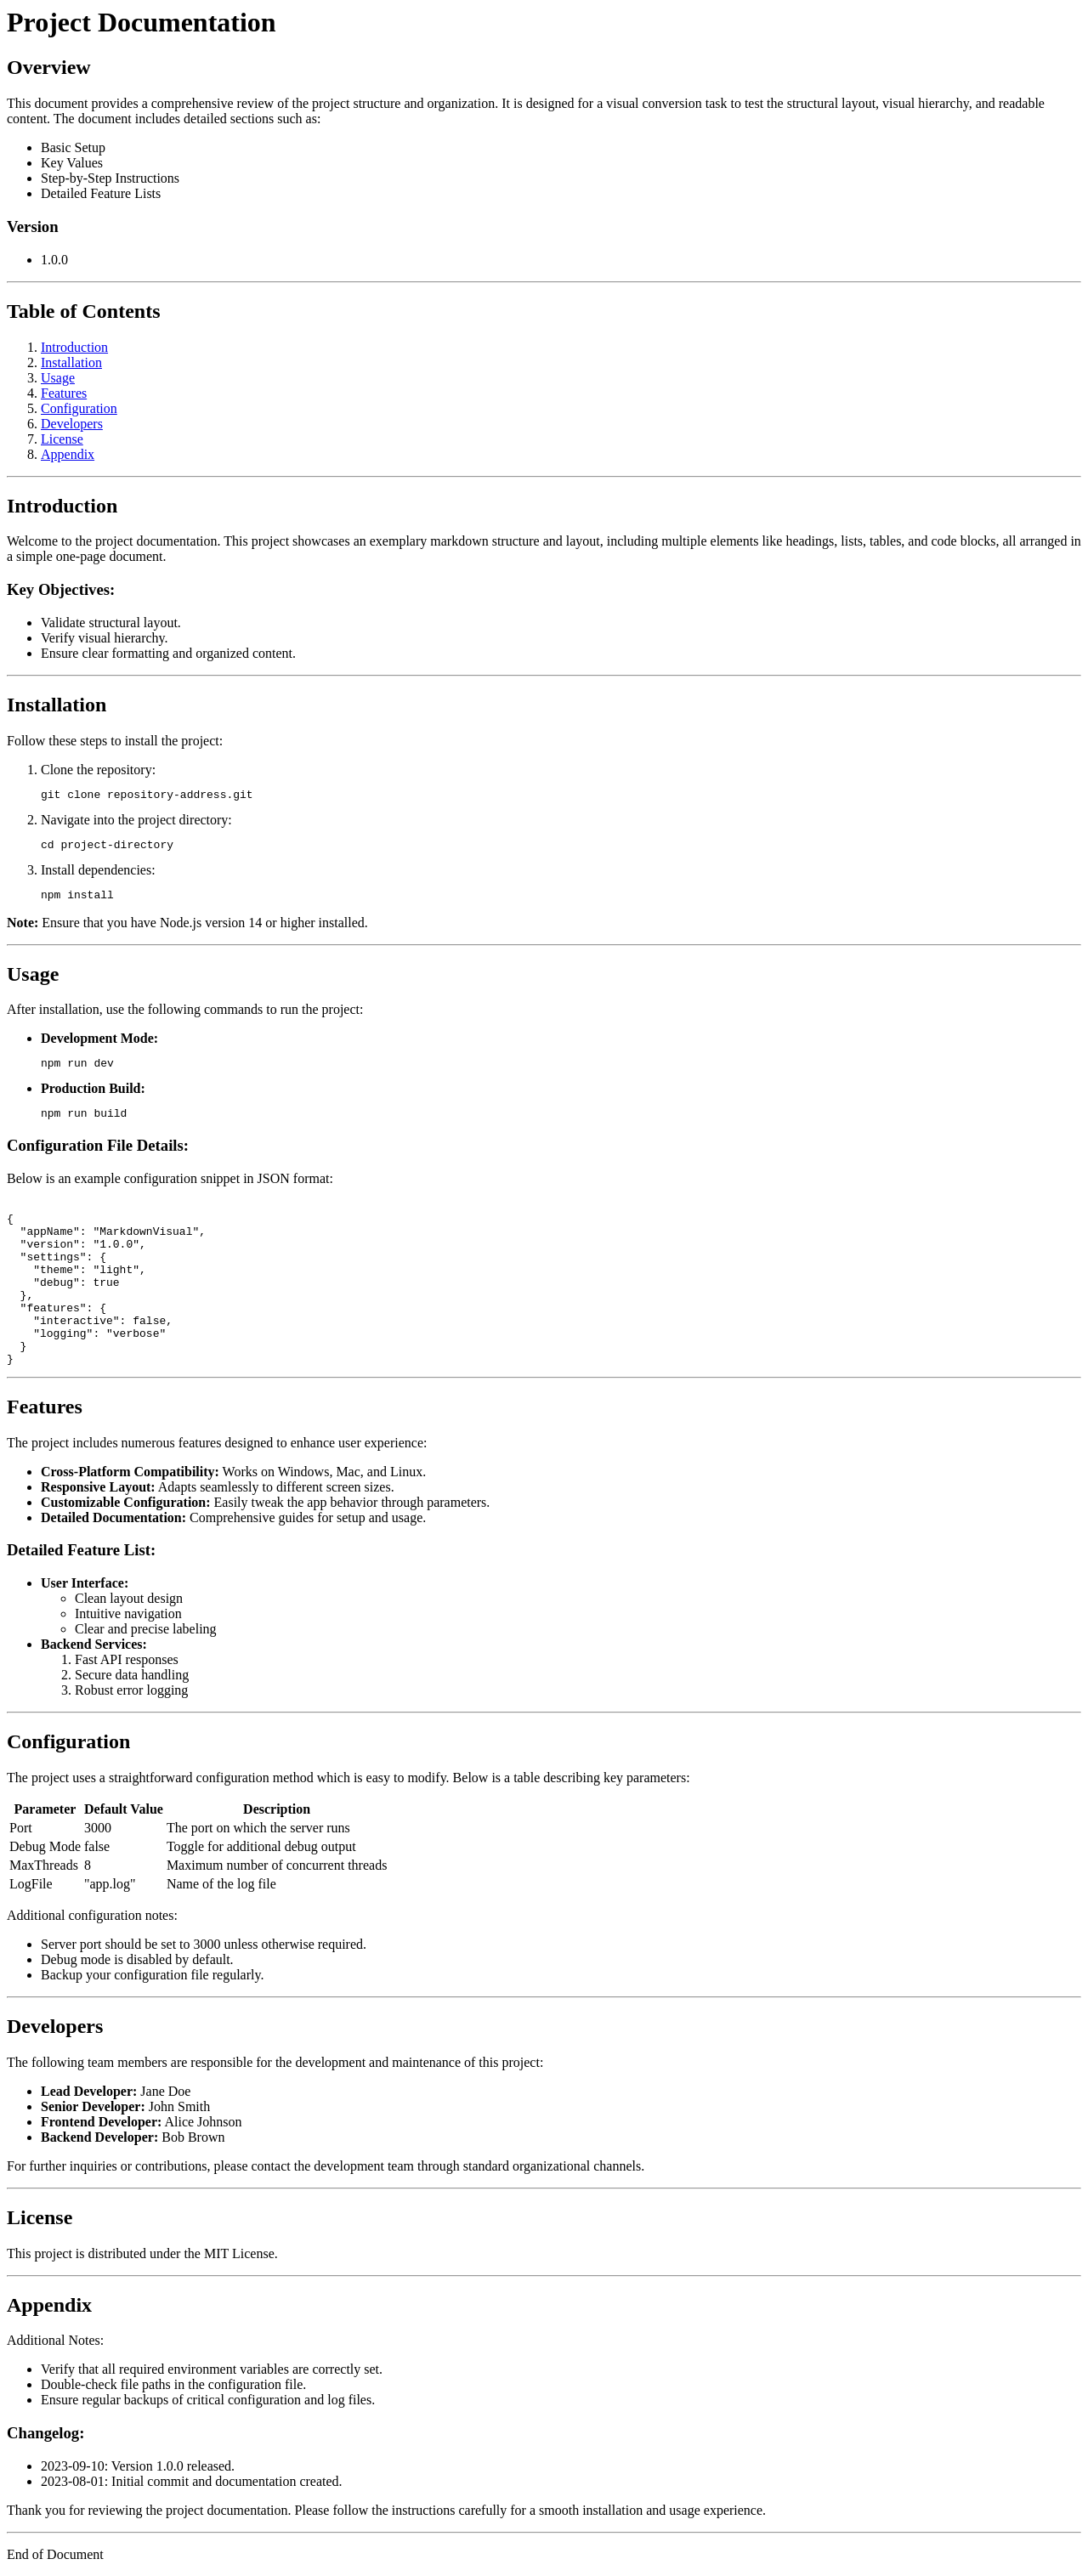 Project Documentation
Overview
This document provides a comprehensive review of the project structure and organization. It is designed for a visual conversion task to test the structural layout, visual hierarchy, and readable
content. The document includes detailed sections such as:
• Basic Setup
• Key Values
• Step-by-Step Instructions
• Detailed Feature Lists
Version
• 1.0.0
Table of Contents
1. Introduction
2. Installation
3. Usage
4. Features
5. Configuration
6. Developers
7. License
8. Appendix
Introduction
Welcome to the project documentation. This project showcases an exemplary markdown structure and layout, including multiple elements like headings, lists, tables, and code blocks, all arranged in
a simple one-page document.
Key Objectives:
• Validate structural layout.
• Verify visual hierarchy.
• Ensure clear formatting and organized content.
Installation
Follow these steps to install the project:
1. Clone the repository:
git clone repository-address.git
2. Navigate into the project directory:
cd project-directory
3. Install dependencies:
npm install
Note: Ensure that you have Node.js version 14 or higher installed.
Usage
After installation, use the following commands to run the project:
• Development Mode:
npm run dev
• Production Build:
npm run build
Configuration File Details:
Below is an example configuration snippet in JSON format:
{
  "appName": "MarkdownVisual",
  "version": "1.0.0",
  "settings": {
    "theme": "light",
    "debug": true
  },
  "features": {
    "interactive": false,
    "logging": "verbose"
  }
}
Features
The project includes numerous features designed to enhance user experience:
• Cross-Platform Compatibility: Works on Windows, Mac, and Linux.
• Responsive Layout: Adapts seamlessly to different screen sizes.
• Customizable Configuration: Easily tweak the app behavior through parameters.
• Detailed Documentation: Comprehensive guides for setup and usage.
Detailed Feature List:
• User Interface:
◦ Clean layout design
◦ Intuitive navigation
◦ Clear and precise labeling
• Backend Services:
1. Fast API responses
2. Secure data handling
3. Robust error logging
Configuration
The project uses a straightforward configuration method which is easy to modify. Below is a table describing key parameters:
Parameter Default Value Description
Port 3000 The port on which the server runs
Debug Mode false Toggle for additional debug output
MaxThreads 8 Maximum number of concurrent threads
LogFile "app.log" Name of the log file
Additional configuration notes:
• Server port should be set to 3000 unless otherwise required.
• Debug mode is disabled by default.
• Backup your configuration file regularly.
Developers
The following team members are responsible for the development and maintenance of this project:
• Lead Developer: Jane Doe
• Senior Developer: John Smith
• Frontend Developer: Alice Johnson
• Backend Developer: Bob Brown
For further inquiries or contributions, please contact the development team through standard organizational channels.
License
This project is distributed under the MIT License.
Appendix
Additional Notes:
• Verify that all required environment variables are correctly set.
• Double-check file paths in the configuration file.
• Ensure regular backups of critical configuration and log files.
Changelog:
• 2023-09-10: Version 1.0.0 released.
• 2023-08-01: Initial commit and documentation created.
Thank you for reviewing the project documentation. Please follow the instructions carefully for a smooth installation and usage experience.
End of Document